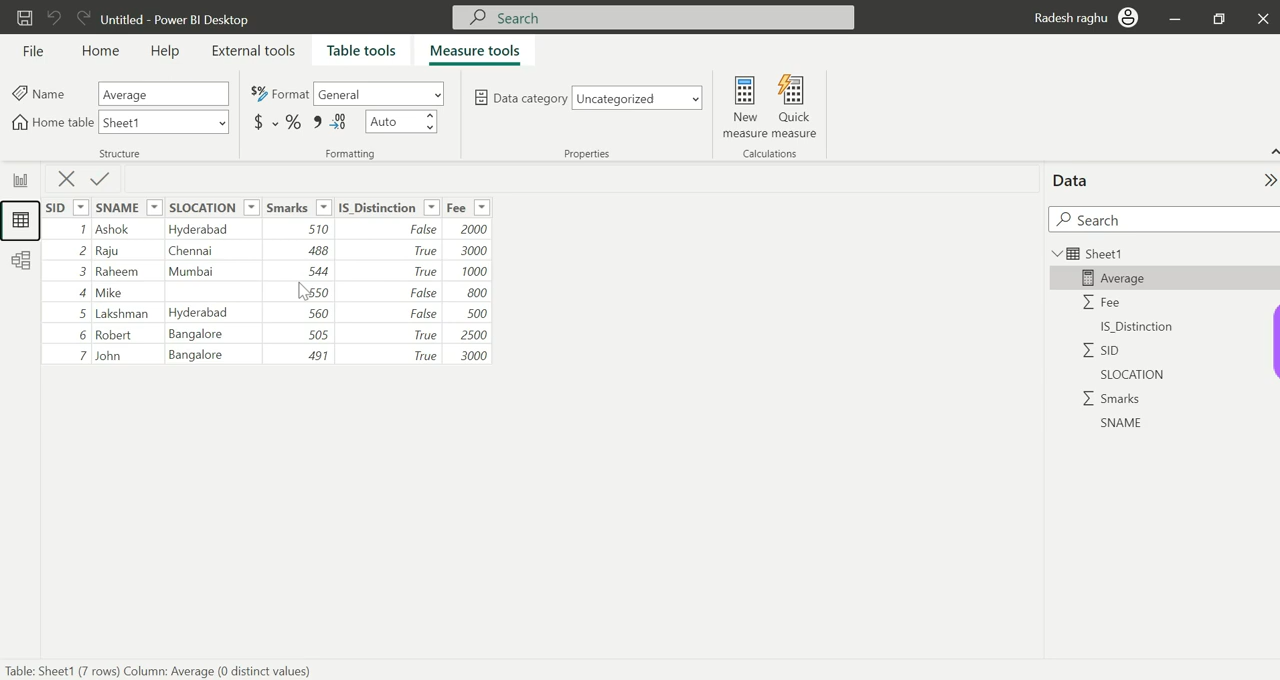 Untitled - Power BI Desktop
Search
Radesh raghu
File Home Help External tools Table tools Measure tools
Name Average
Home table Sheet1
Structure
$% Format General
$ % , .00 Auto
Formatting
Data category Uncategorized
Properties
New measure
Quick measure
Calculations
SID SNAME SLOCATION Smarks IS_Distinction Fee
1 Ashok Hyderabad 510 False 2000
2 Raju Chennai 488 True 3000
3 Raheem Mumbai 544 True 1000
4 Mike 550 False 800
5 Lakshman Hyderabad 560 False 500
6 Robert Bangalore 505 True 2500
7 John Bangalore 491 True 3000
Data
Search
Sheet1
Average
Σ Fee
IS_Distinction
Σ SID
SLOCATION
Σ Smarks
SNAME
Table: Sheet1 (7 rows) Column: Average (0 distinct values)